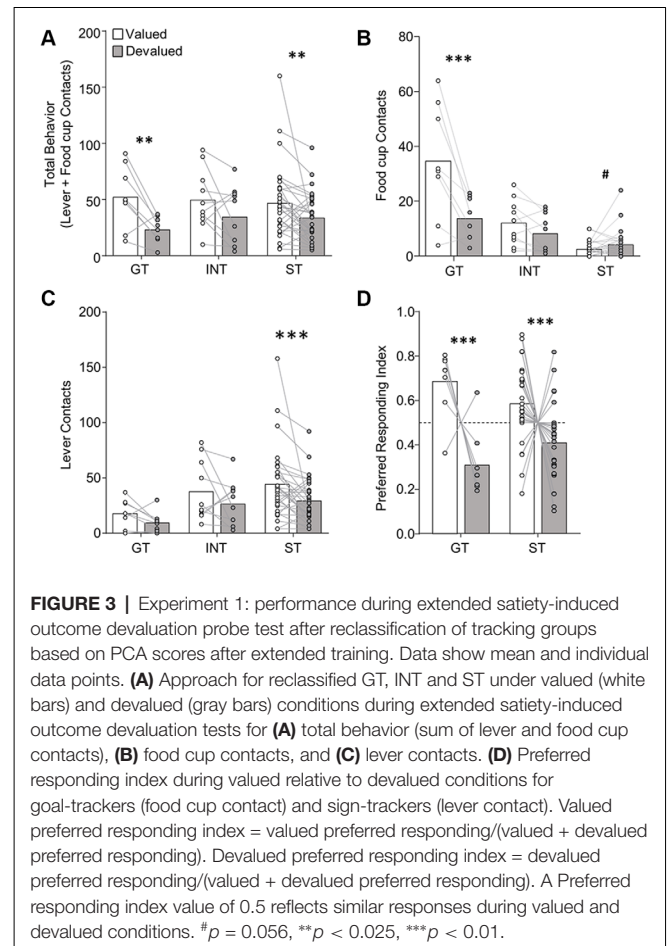 A
Valued
Devalued
**
**
Total Behavior
(Lever + Food cup Contacts)
200
150
100
50
0
GT
INT
ST
B
***
#
Food cup Contacts
80
60
40
20
0
GT
INT
ST
C
***
Lever Contacts
200
150
100
50
0
GT
INT
ST
D
***
***
Preferred Responding Index
1.0
0.8
0.6
0.4
0.2
0.0
GT
ST
FIGURE 3 | Experiment 1: performance during extended satiety-induced
outcome devaluation probe test after reclassification of tracking groups
based on PCA scores after extended training. Data show mean and individual
data points. (A) Approach for reclassified GT, INT and ST under valued (white
bars) and devalued (gray bars) conditions during extended satiety-induced
outcome devaluation tests for (A) total behavior (sum of lever and food cup
contacts), (B) food cup contacts, and (C) lever contacts. (D) Preferred
responding index during valued relative to devalued conditions for
goal-trackers (food cup contact) and sign-trackers (lever contact). Valued
preferred responding index = valued preferred responding/(valued + devalued
preferred responding). Devalued preferred responding index = devalued
preferred responding/(valued + devalued preferred responding). A Preferred
responding index value of 0.5 reflects similar responses during valued and
devalued conditions. #p = 0.056, **p < 0.025, ***p < 0.01.